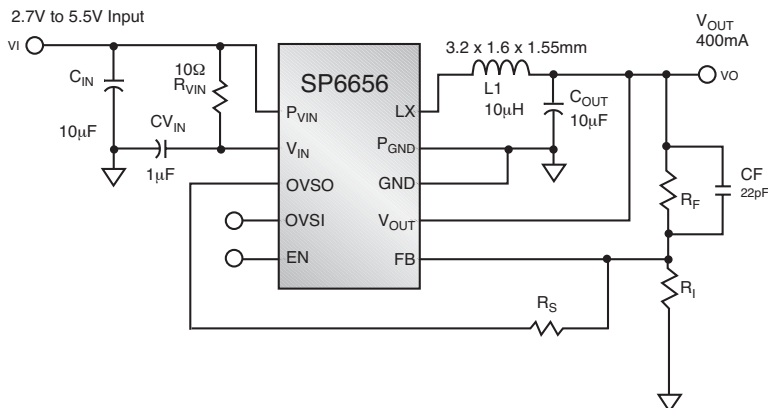 2.7V to 5.5V Input
VI
C_IN
10μF
CV_IN
1μF
10Ω
R_VIN
SP6656
P_VIN
V_IN
OVSO
OVSI
EN
LX
P_GND
GND
V_OUT
FB
3.2 x 1.6 x 1.55mm
L1
10μH
C_OUT
10μF
V_OUT
400mA
VO
R_F
CF
22pF
R_I
R_S